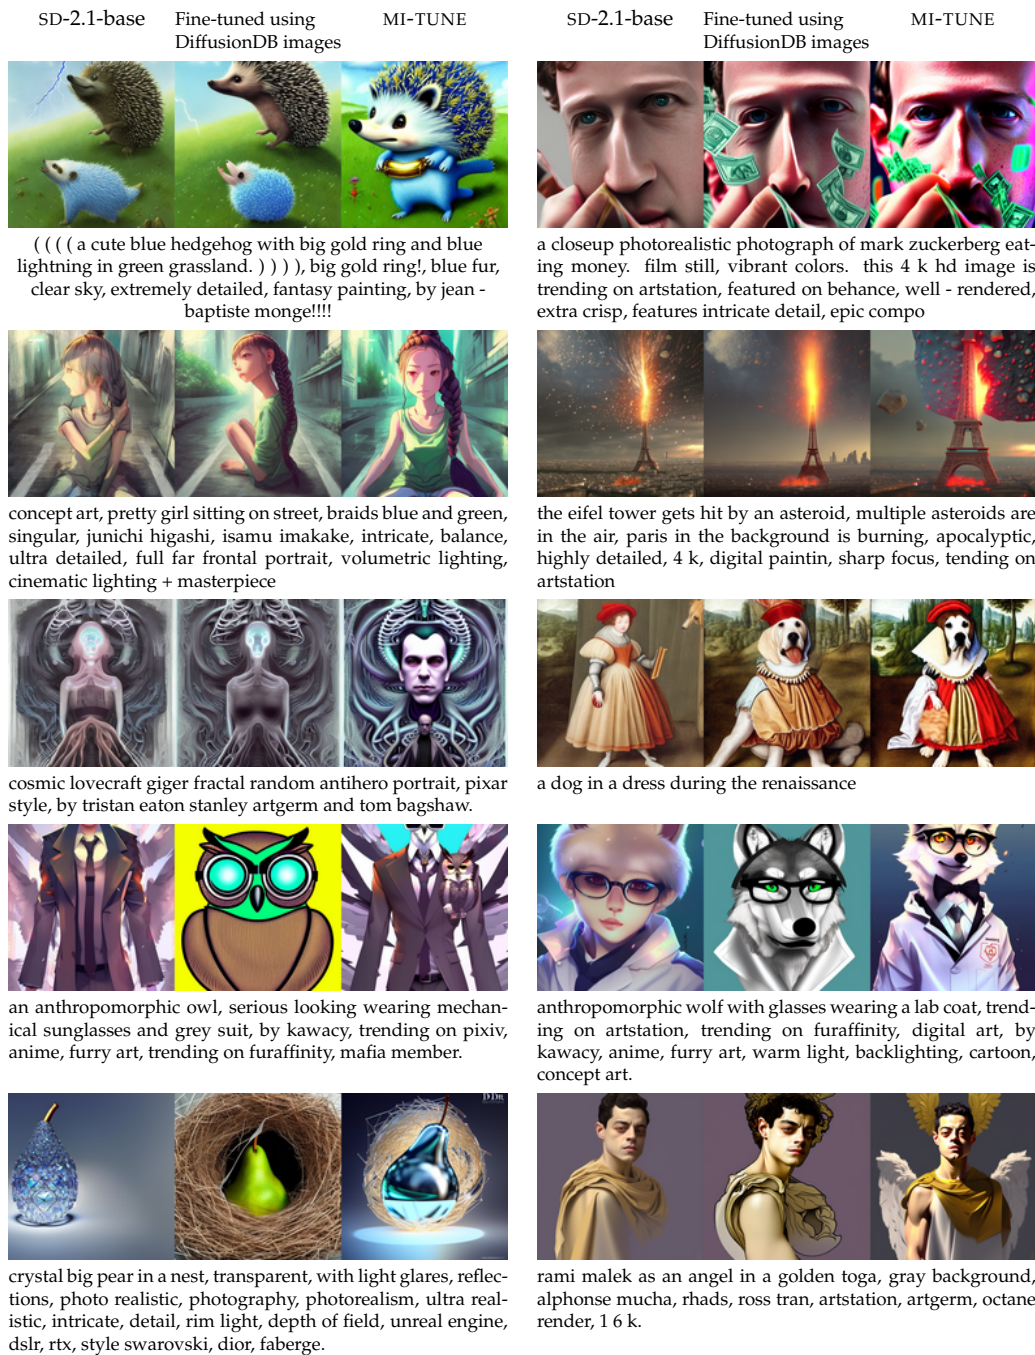 SD-2.1-base
Fine-tuned using
DiffusionDB images
MI-TUNE
SD-2.1-base
Fine-tuned using
DiffusionDB images
MI-TUNE
( ( ( ( a cute blue hedgehog with big gold ring and blue
lightning in green grassland. ) ) ) ), big gold ring!, blue fur,
clear sky, extremely detailed, fantasy painting, by jean -
baptiste monge!!!!
a closeup photorealistic photograph of mark zuckerberg eat-
ing money. film still, vibrant colors. this 4 k hd image is
trending on artstation, featured on behance, well - rendered,
extra crisp, features intricate detail, epic compo
concept art, pretty girl sitting on street, braids blue and green,
singular, junichi higashi, isamu imakake, intricate, balance,
ultra detailed, full far frontal portrait, volumetric lighting,
cinematic lighting + masterpiece
the eifel tower gets hit by an asteroid, multiple asteroids are
in the air, paris in the background is burning, apocalyptic,
highly detailed, 4 k, digital paintin, sharp focus, tending on
artstation
cosmic lovecraft giger fractal random antihero portrait, pixar
style, by tristan eaton stanley artgerm and tom bagshaw.
a dog in a dress during the renaissance
an anthropomorphic owl, serious looking wearing mechan-
ical sunglasses and grey suit, by kawacy, trending on pixiv,
anime, furry art, trending on furaffinity, mafia member.
anthropomorphic wolf with glasses wearing a lab coat, trend-
ing on artstation, trending on furaffinity, digital art, by
kawacy, anime, furry art, warm light, backlighting, cartoon,
concept art.
crystal big pear in a nest, transparent, with light glares, reflec-
tions, photo realistic, photography, photorealism, ultra real-
istic, intricate, detail, rim light, depth of field, unreal engine,
dslr, rtx, style swarovski, dior, faberge.
rami malek as an angel in a golden toga, gray background,
alphonse mucha, rhads, ross tran, artstation, artgerm, octane
render, 1 6 k.